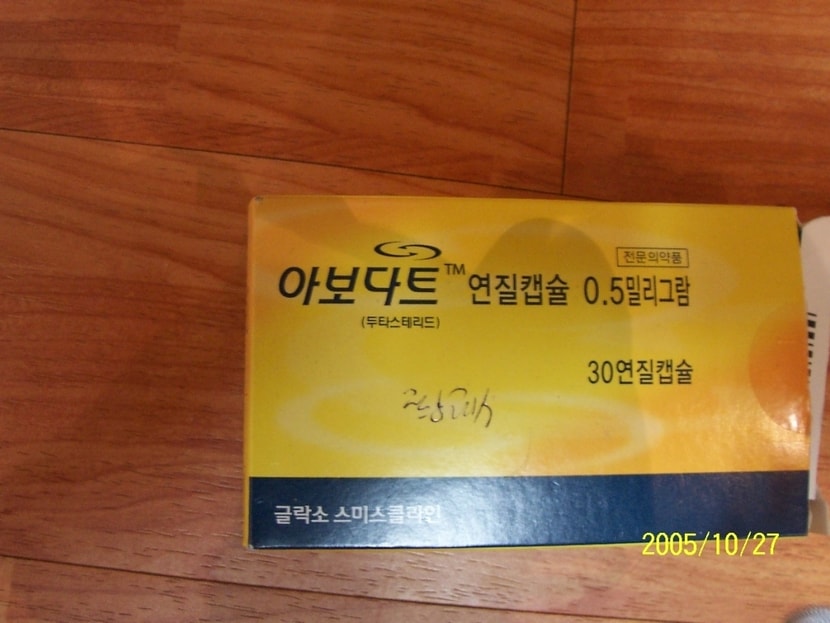 전문의약품
아보다트™ 연질캡슐 0.5밀리그람
(두타스테리드)
30연질캡슐
글락소 스미스클라인
2005/10/27